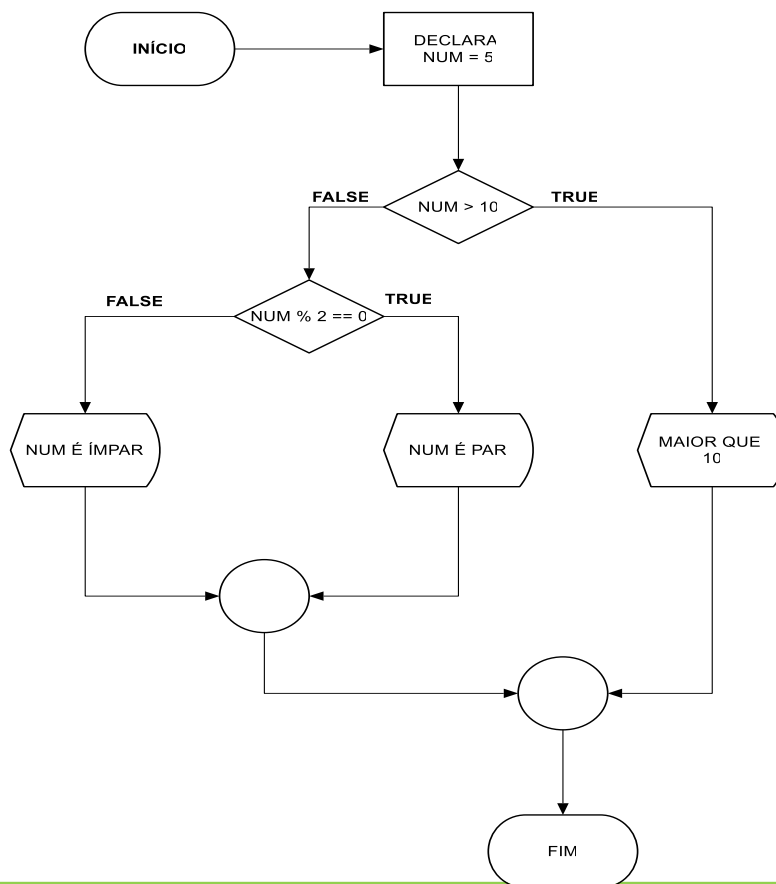 INÍCIO
DECLARA
NUM = 5
FALSE
NUM > 10
TRUE
FALSE
NUM % 2 == 0
TRUE
NUM É ÍMPAR
NUM É PAR
MAIOR QUE
10
FIM